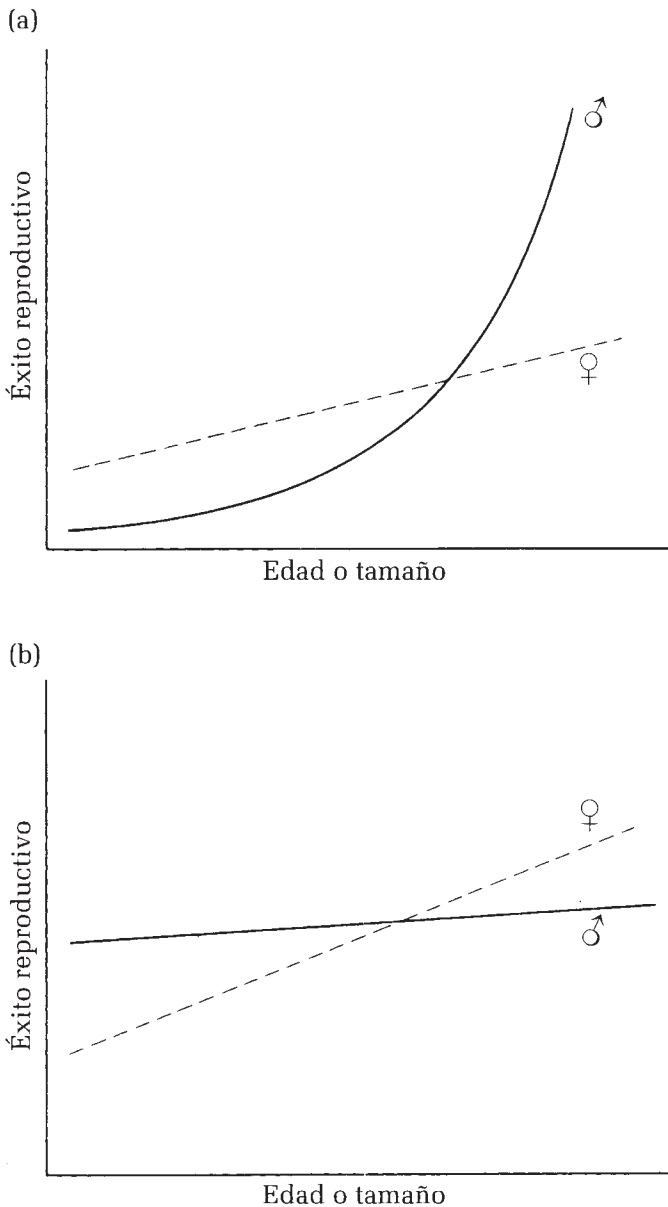 (a)
Éxito reproductivo
♂
♀
Edad o tamaño
(b)
Éxito reproductivo
♀
♂
Edad o tamaño